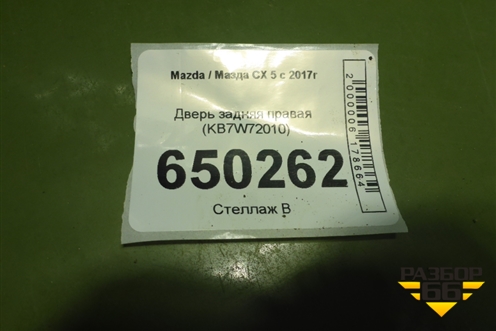 Mazda / Мазда CX 5 с 2017г
Дверь задняя правая
(KB7W72010)
650262
Стеллаж В
2000006178664
РАЗБОР
66